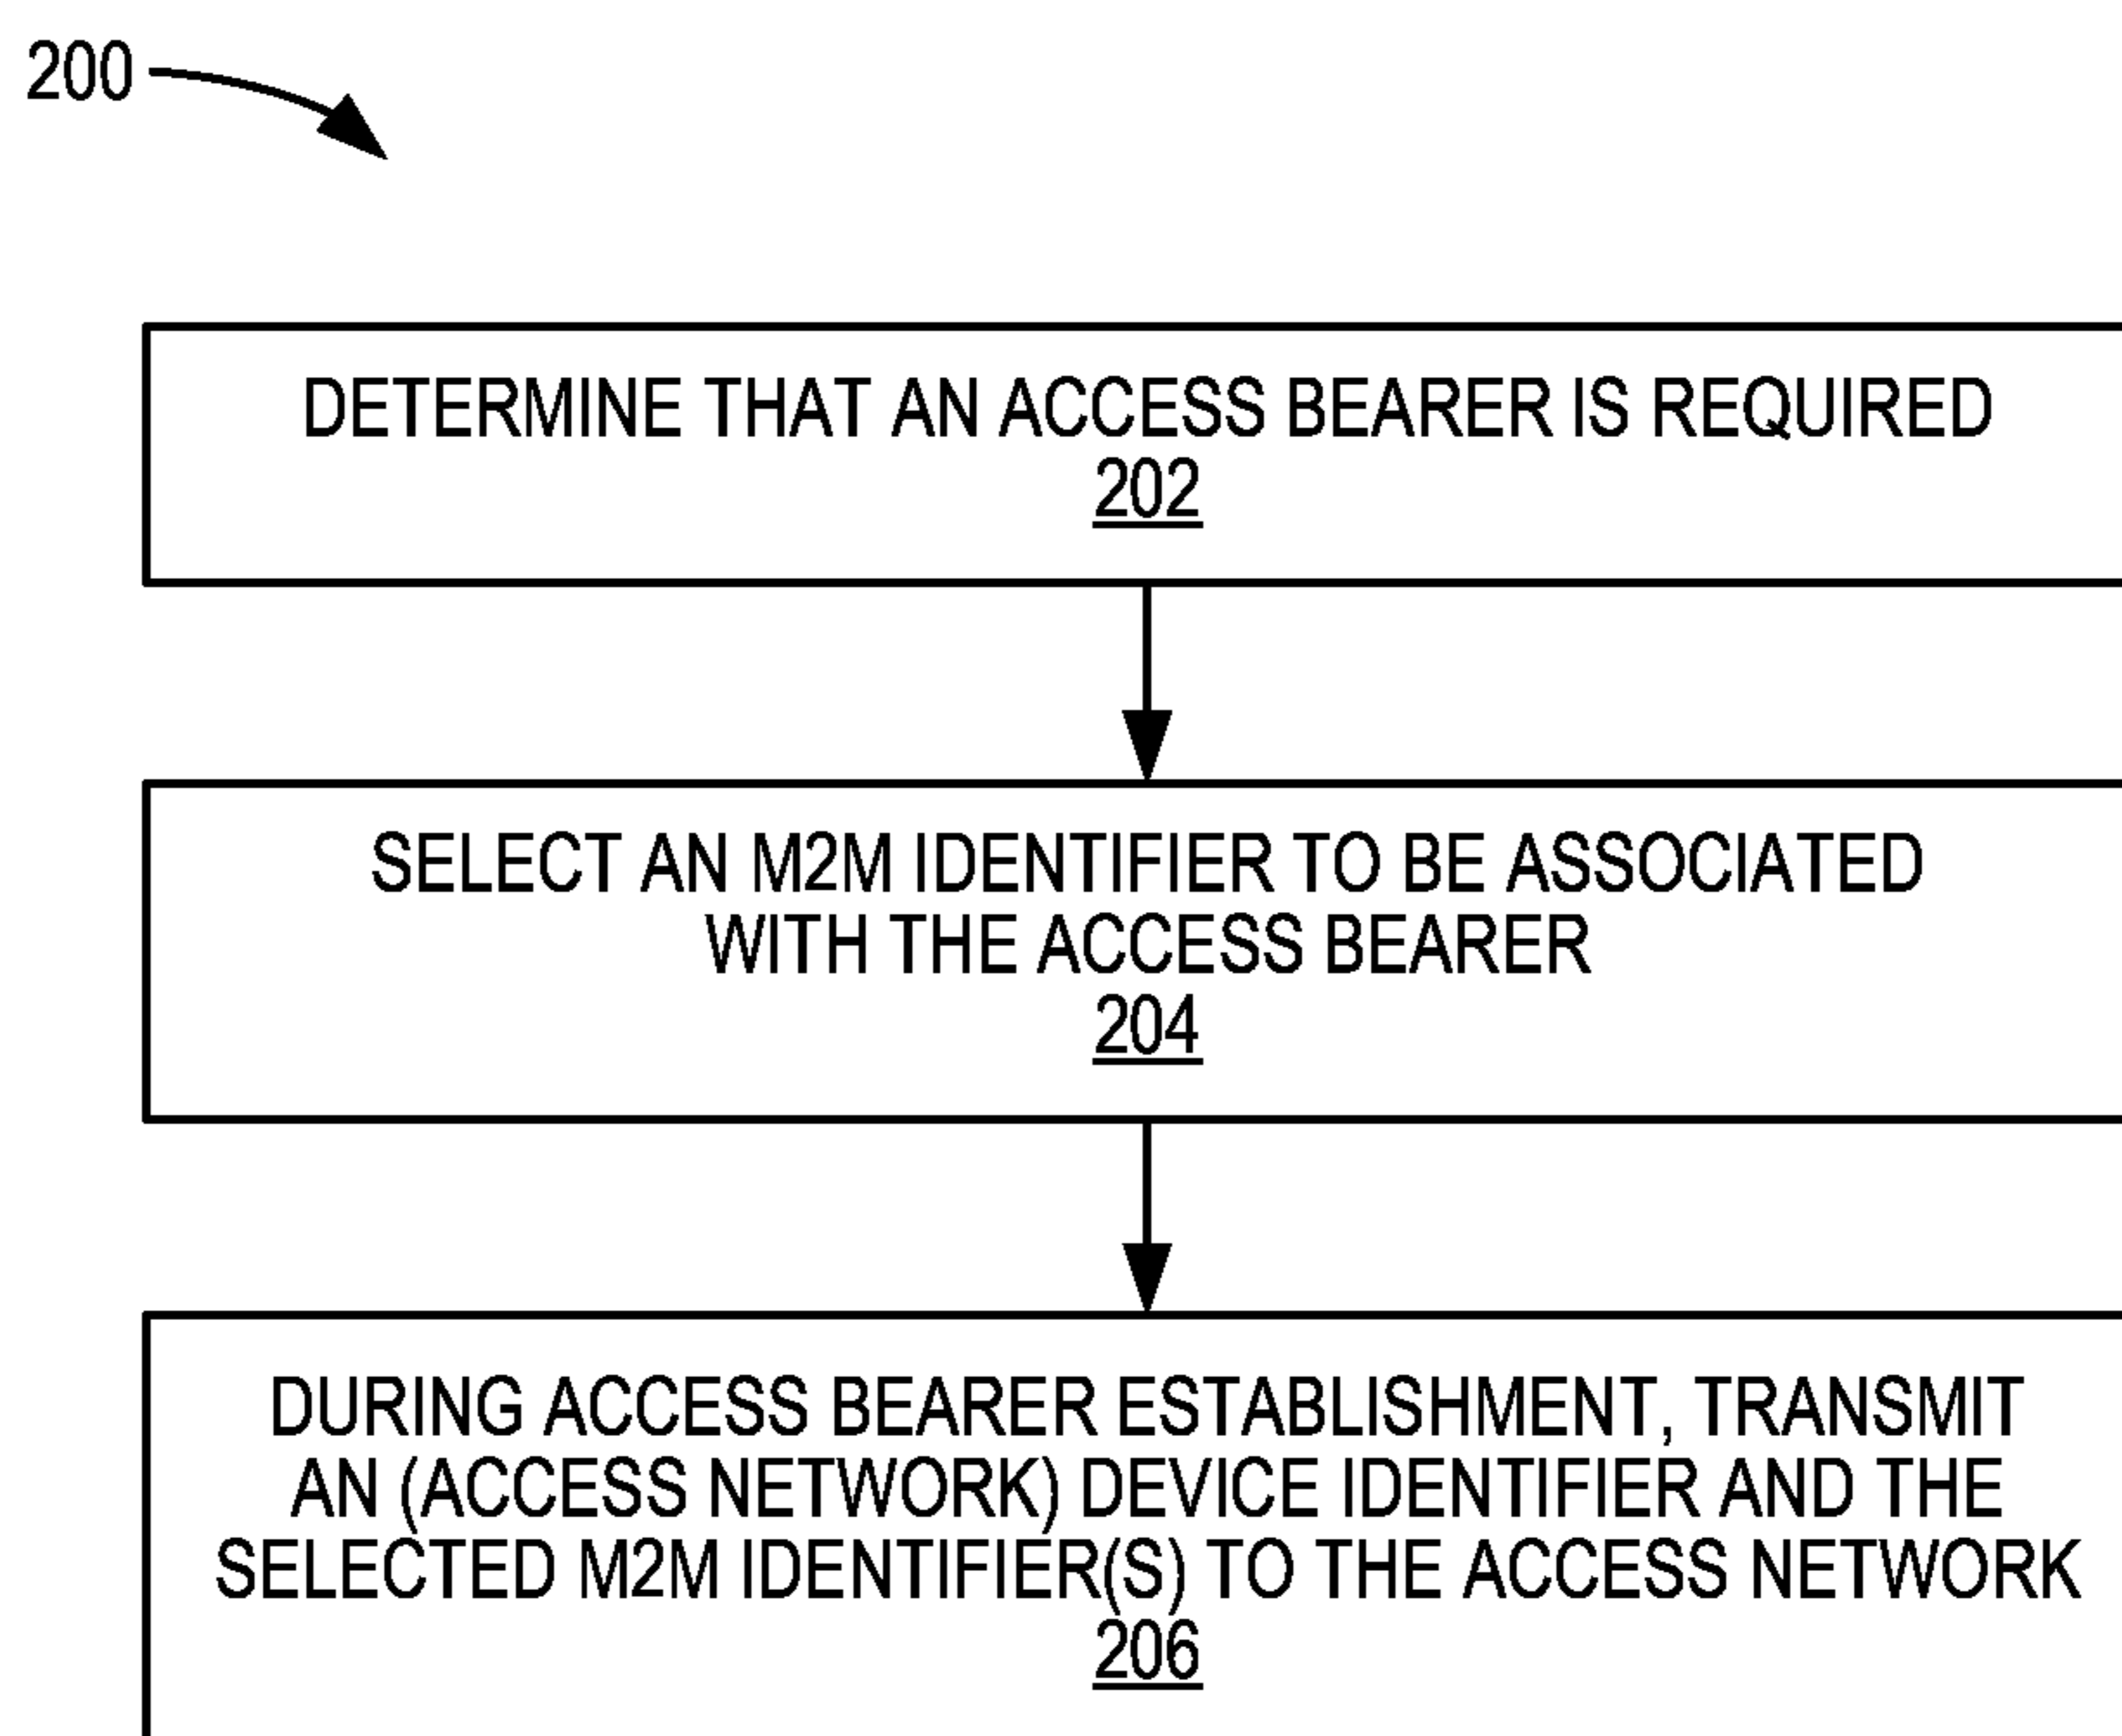 200
DETERMINE THAT AN ACCESS BEARER IS REQUIRED
202
SELECT AN M2M IDENTIFIER TO BE ASSOCIATED
WITH THE ACCESS BEARER
204
DURING ACCESS BEARER ESTABLISHMENT, TRANSMIT
AN (ACCESS NETWORK) DEVICE IDENTIFIER AND THE
SELECTED M2M IDENTIFIER(S) TO THE ACCESS NETWORK
206